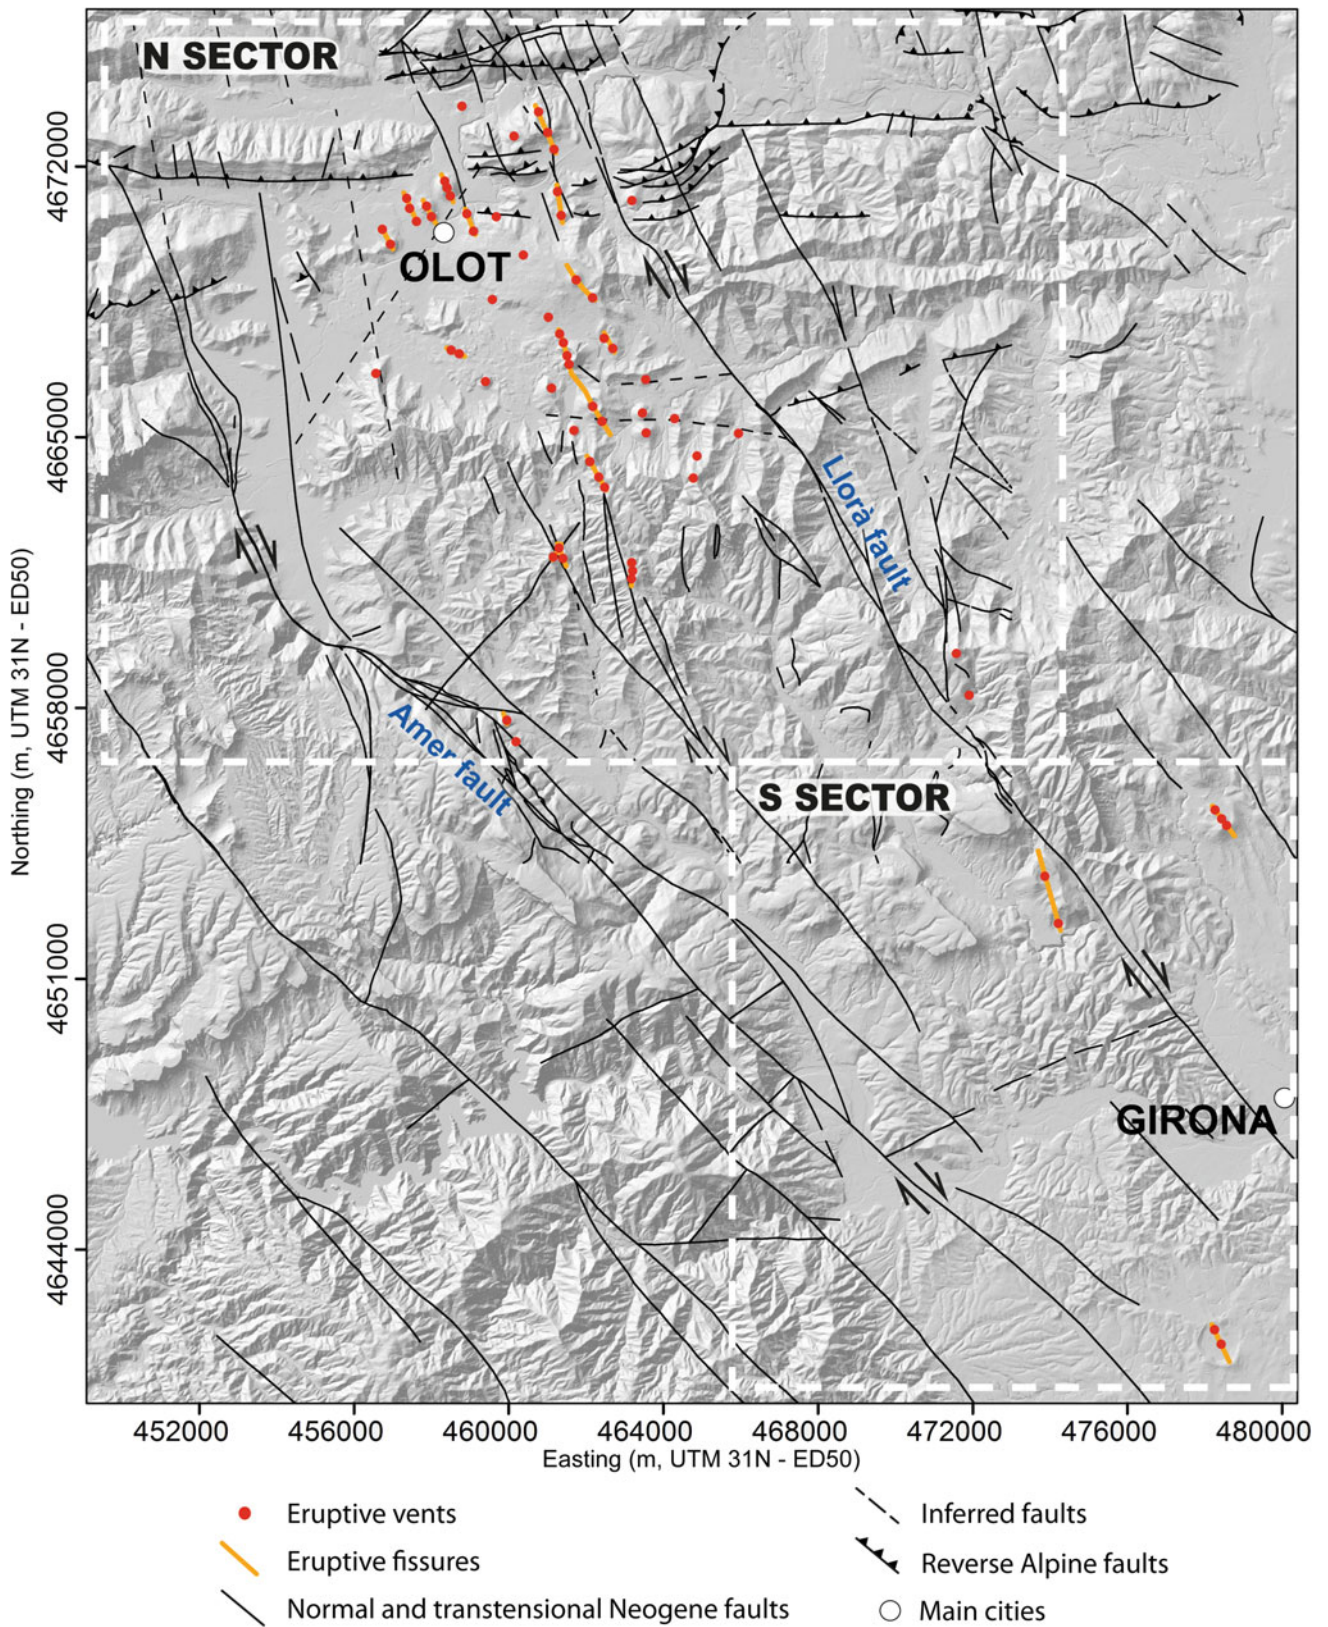 N SECTOR
4672000
OLOT
4665000
Llorà fault
Northing (m, UTM 31N - ED50)
4658000
Amer fault
S SECTOR
4651000
GIRONA
4644000
452000 456000 460000 464000 468000 472000 476000 480000
Easting (m, UTM 31N - ED50)
Eruptive vents
Inferred faults
Eruptive fissures
Reverse Alpine faults
Normal and transtensional Neogene faults
Main cities